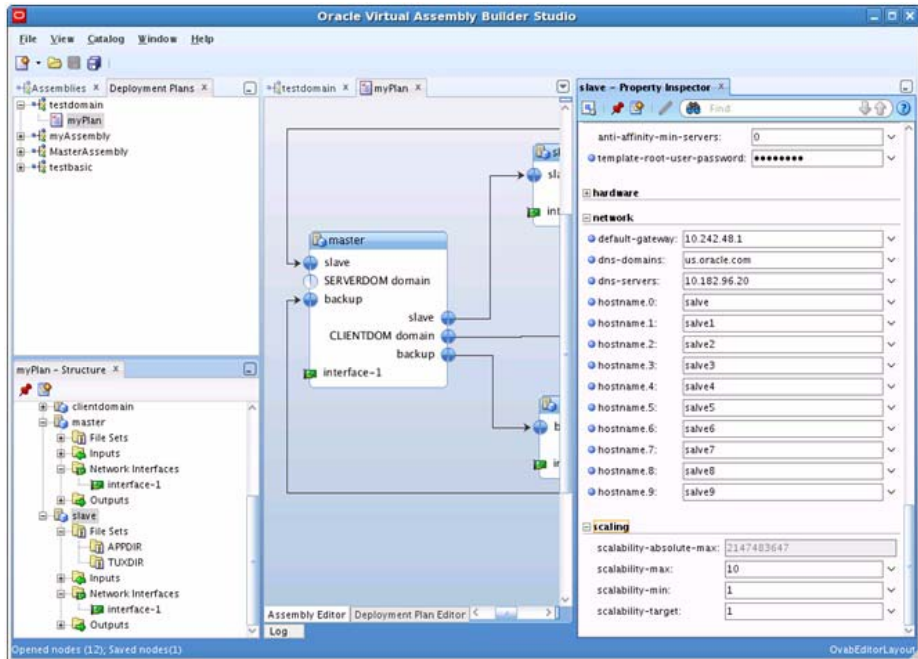 Oracle Virtual Assembly Builder Studio
File View Catalog Window Help
Assemblies Deployment Plans
testdomain
myPlan
myAssembly
MasterAssembly
testbasic
myPlan - Structure
clientdomain
master
File Sets
Inputs
Network Interfaces
interface-1
Outputs
slave
File Sets
APPDIR
TUXDIR
Inputs
Network Interfaces
interface-1
Outputs
testdomain myPlan
master
slave
SERVERDOM domain
backup
slave
CLIENTDOM domain
backup
interface-1
sl
sla
int
b
in
Assembly Editor Deployment Plan Editor
Log
slave - Property Inspector
Find
anti-affinity-min-servers: 0
template-root-user-password: ••••••••
hardware
network
default-gateway: 10.242.48.1
dns-domains: us.oracle.com
dns-servers: 10.182.96.20
hostname.0: salve
hostname.1: salve1
hostname.2: salve2
hostname.3: salve3
hostname.4: salve4
hostname.5: salve5
hostname.6: salve6
hostname.7: salve7
hostname.8: salve8
hostname.9: salve9
scaling
scalability-absolute-max: 2147483647
scalability-max: 10
scalability-min: 1
scalability-target: 1
Opened nodes (12); Saved nodes(1) OvabEditorLayout